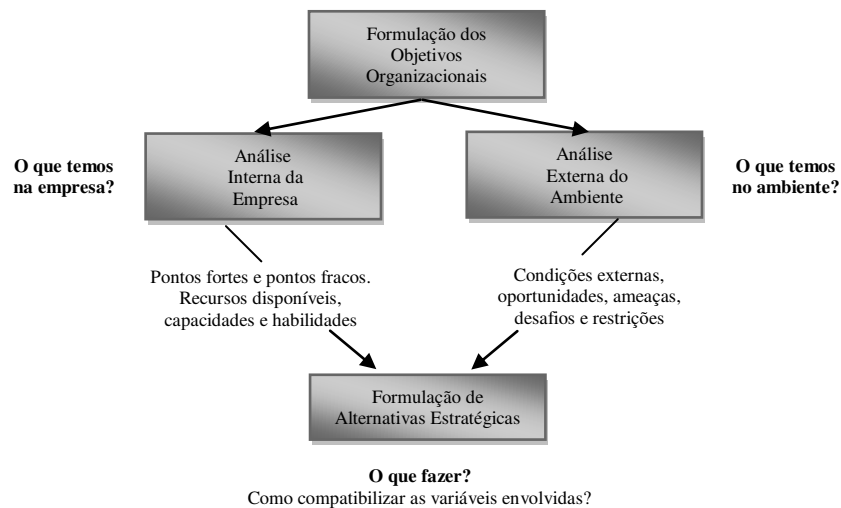 Formulação dos
Objetivos
Organizacionais
O que temos
na empresa?
Análise
Interna da
Empresa
Análise
Externa do
Ambiente
O que temos
no ambiente?
Pontos fortes e pontos fracos.
Recursos disponíveis,
capacidades e habilidades
Condições externas,
oportunidades, ameaças,
desafios e restrições
Formulação de
Alternativas Estratégicas
O que fazer?
Como compatibilizar as variáveis envolvidas?